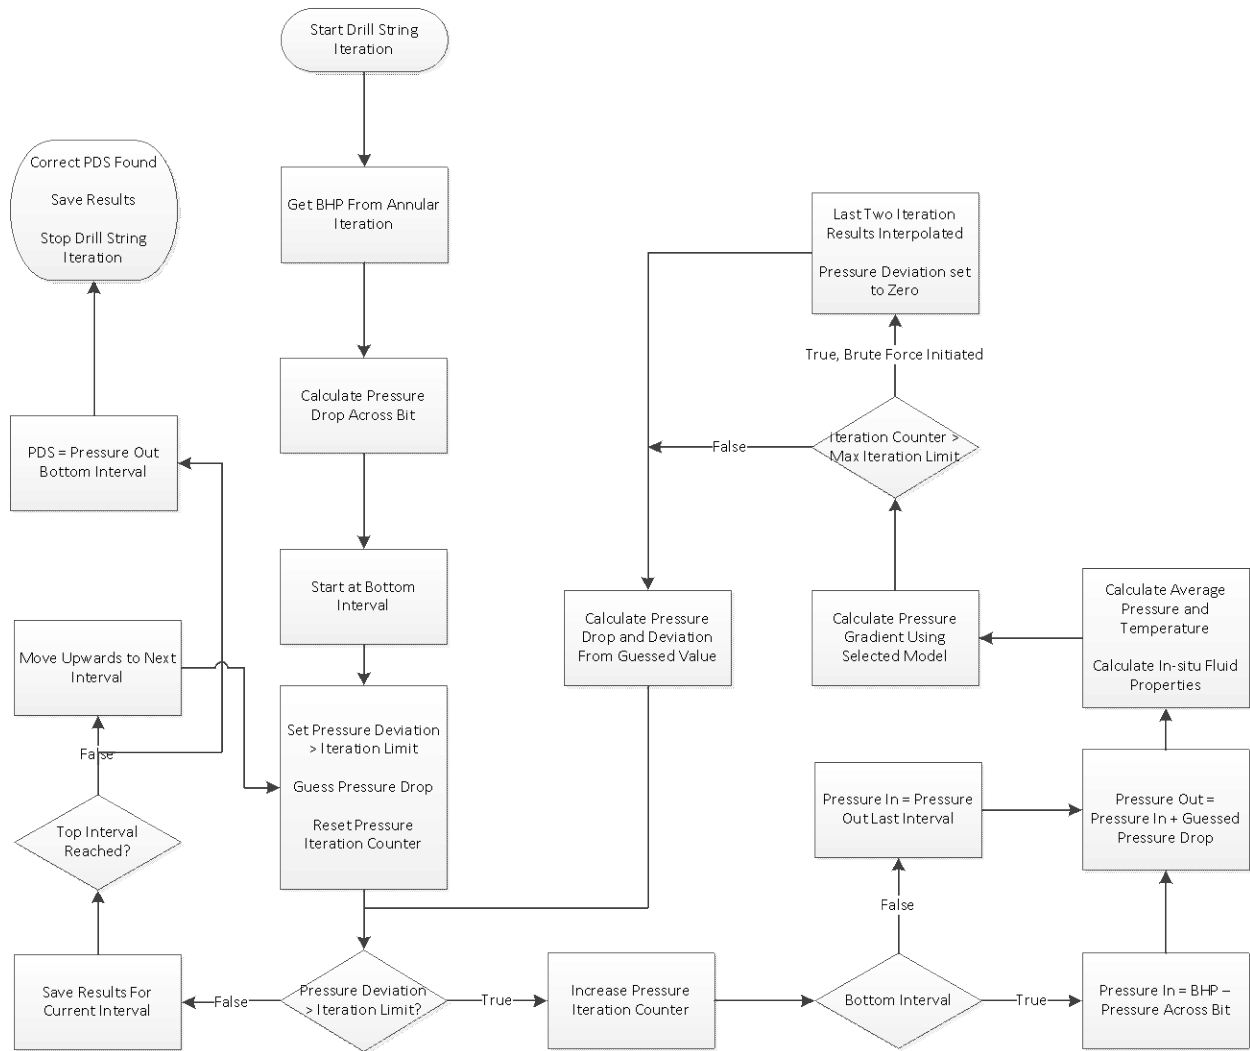 Start Drill String
Iteration
Correct PDS Found
Save Results
Stop Drill String
Iteration
Get BHP From Annular
Iteration
Last Two Iteration
Results Interpolated
Pressure Deviation set
to Zero
True, Brute Force Initiated
Calculate Pressure
Drop Across Bit
PDS = Pressure Out
Bottom Interval
False
Iteration Counter >
Max Iteration Limit
Start at Bottom
Interval
Calculate Pressure
Drop and Deviation
From Guessed Value
Calculate Pressure
Gradient Using
Selected Model
Calculate Average
Pressure and
Temperature
Calculate In-situ Fluid
Properties
Move Upwards to Next
Interval
Set Pressure Deviation
> Iteration Limit
Guess Pressure Drop
Reset Pressure
Iteration Counter
False
Pressure In = Pressure
Out Last Interval
Pressure Out =
Pressure In + Guessed
Pressure Drop
Top Interval
Reached?
False
Save Results For
Current Interval
False
Pressure Deviation
> Iteration Limit?
True
Increase Pressure
Iteration Counter
Bottom Interval
True
Pressure In = BHP –
Pressure Across Bit